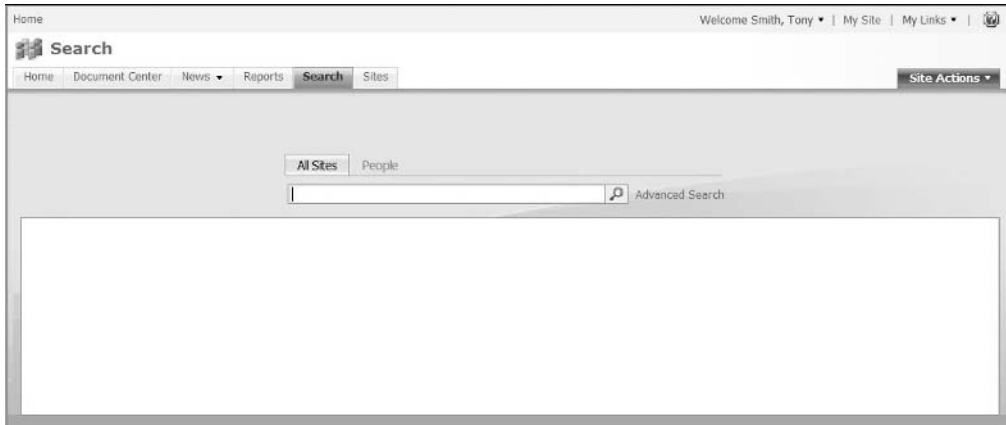 Home Welcome Smith, Tony | My Site | My Links |
Search
Home Document Center News Reports Search Sites Site Actions
All Sites People
Advanced Search